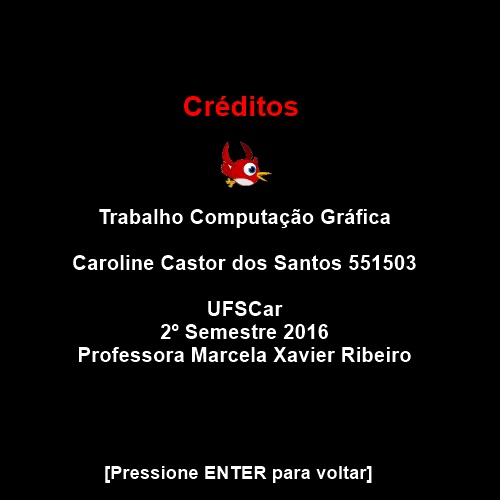 Créditos
Trabalho Computação Gráfica
Caroline Castor dos Santos 551503
UFSCar
2º Semestre 2016
Professora Marcela Xavier Ribeiro
[Pressione ENTER para voltar]